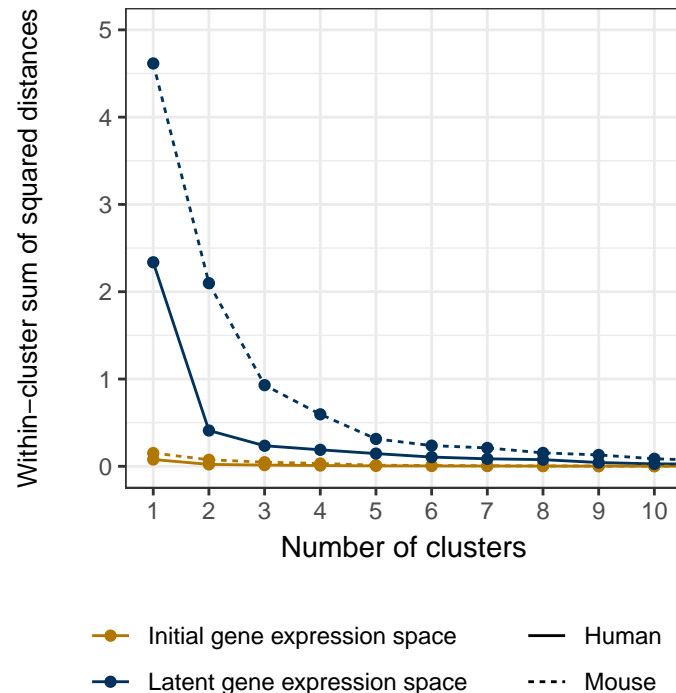 Within−cluster sum of squared distances
5
4
3
2
1
0
1 2 3 4 5 6 7 8 9 10
Number of clusters
Initial gene expression space Human
Latent gene expression space Mouse